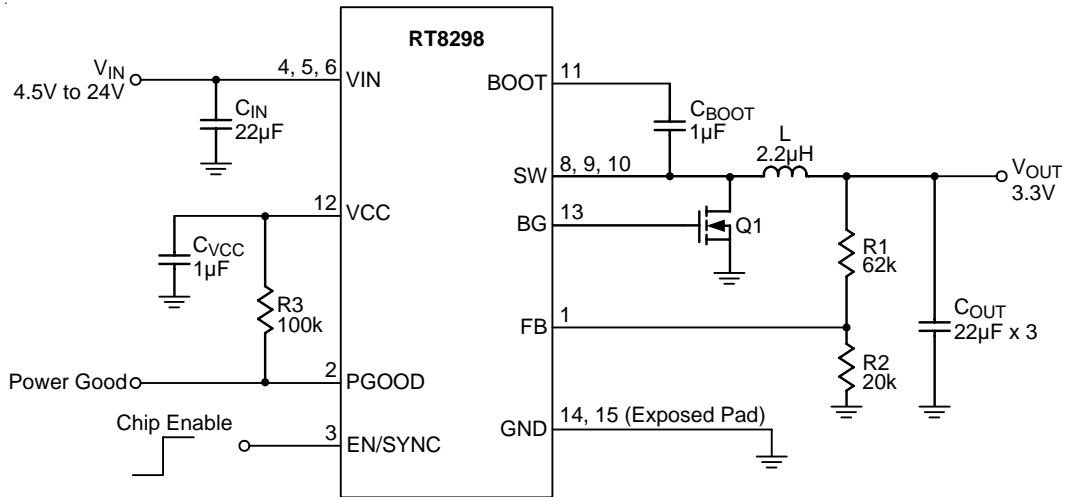 RT8298
V_IN
4.5V to 24V
4, 5, 6
VIN
C_IN
22µF
BOOT
11
C_BOOT
1µF
L
2.2µH
SW
8, 9, 10
V_OUT
3.3V
12
VCC
BG
13
Q1
C_VCC
1µF
R1
62k
R3
100k
FB
1
C_OUT
22µF x 3
R2
20k
Power Good
2
PGOOD
Chip Enable
3
EN/SYNC
GND
14, 15 (Exposed Pad)